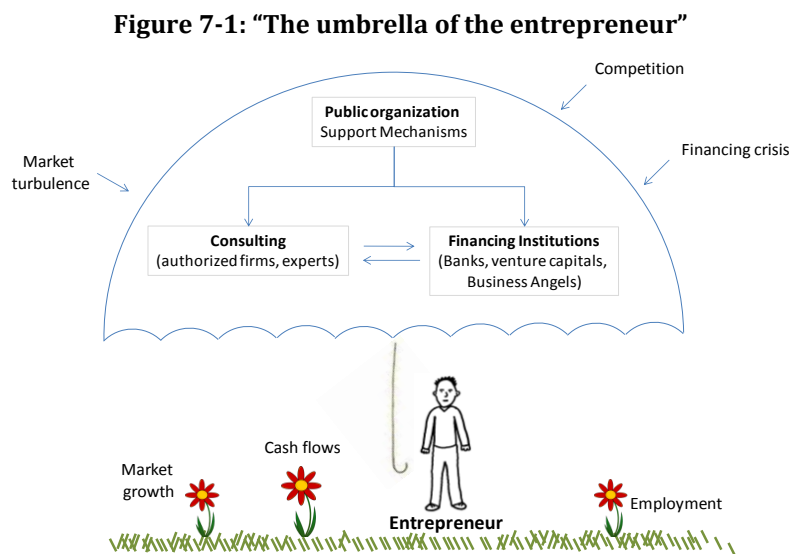 Figure 7-1: “The umbrella of the entrepreneur”
Competition
Public organization
Support Mechanisms
Financing crisis
Market
turbulence
Consulting
(authorized firms, experts)
Financing Institutions
(Banks, venture capitals,
Business Angels)
Cash flows
Market
growth
Employment
Entrepreneur